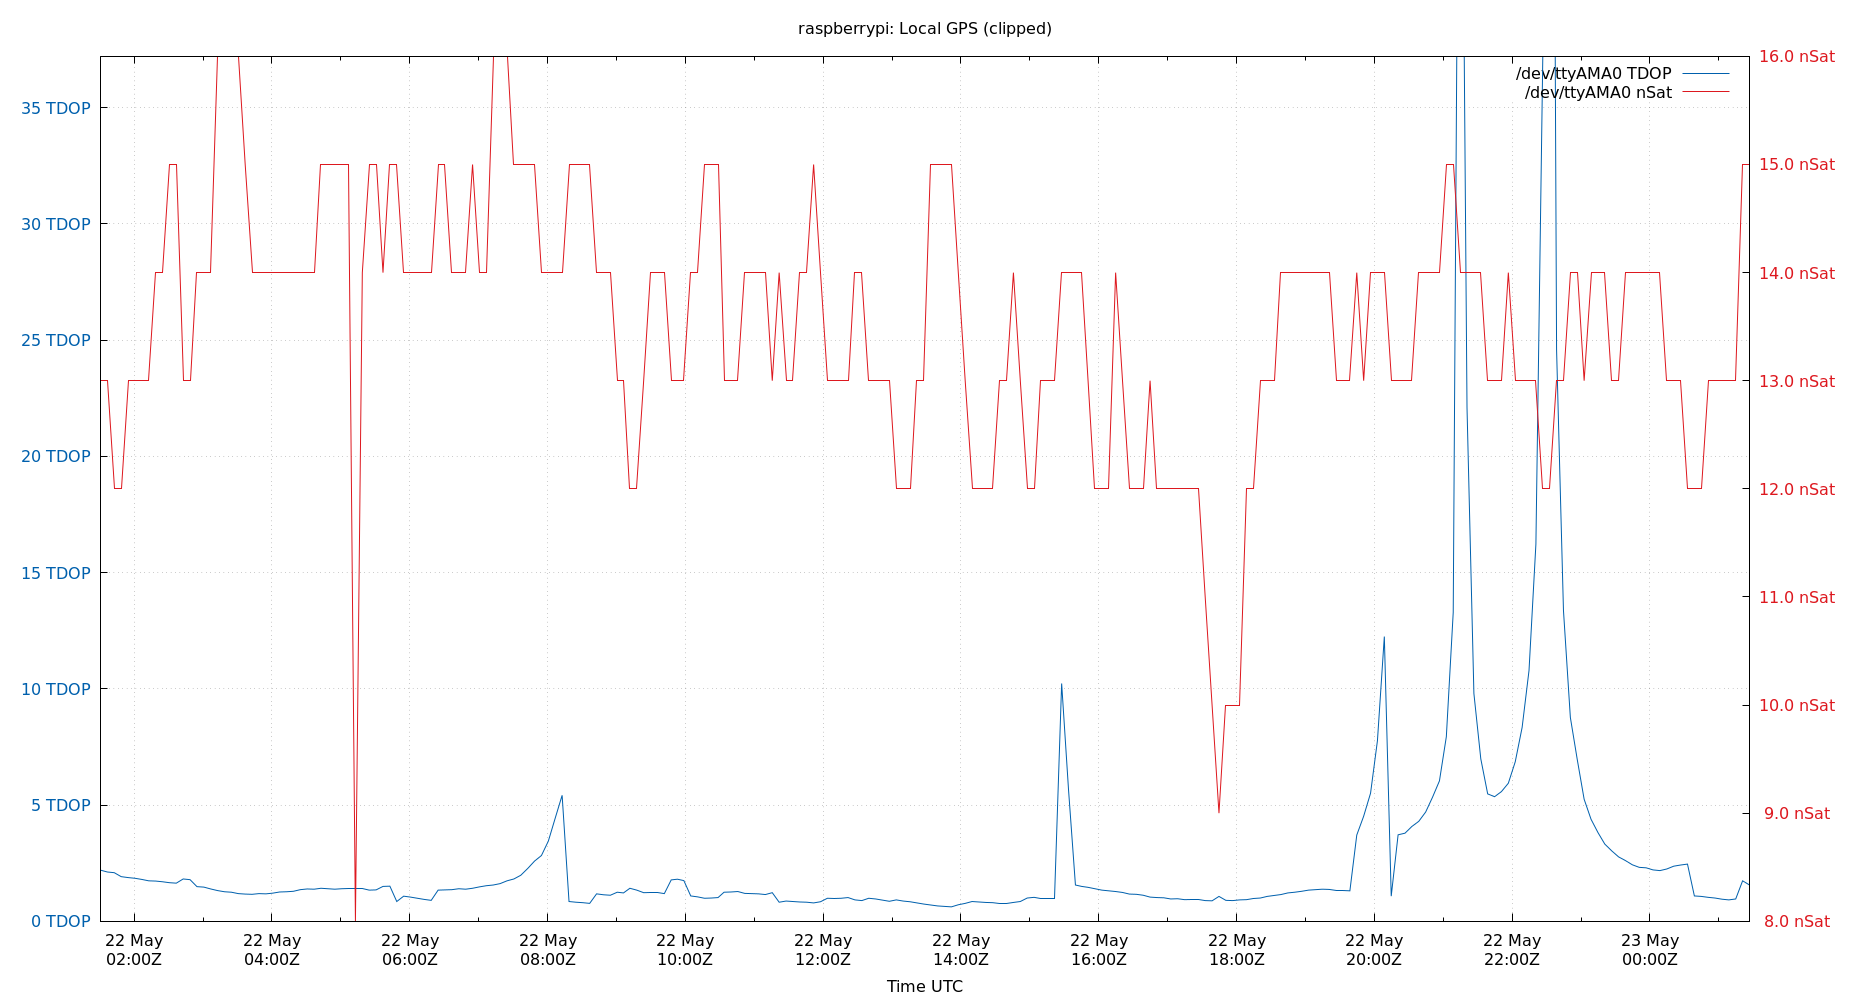 raspberrypi: Local GPS (clipped)
/dev/ttyAMA0 TDOP
/dev/ttyAMA0 nSat
35 TDOP
30 TDOP
25 TDOP
20 TDOP
15 TDOP
10 TDOP
5 TDOP
0 TDOP
16.0 nSat
15.0 nSat
14.0 nSat
13.0 nSat
12.0 nSat
11.0 nSat
10.0 nSat
9.0 nSat
8.0 nSat
22 May
02:00Z
22 May
04:00Z
22 May
06:00Z
22 May
08:00Z
22 May
10:00Z
22 May
12:00Z
22 May
14:00Z
22 May
16:00Z
22 May
18:00Z
22 May
20:00Z
22 May
22:00Z
23 May
00:00Z
Time UTC